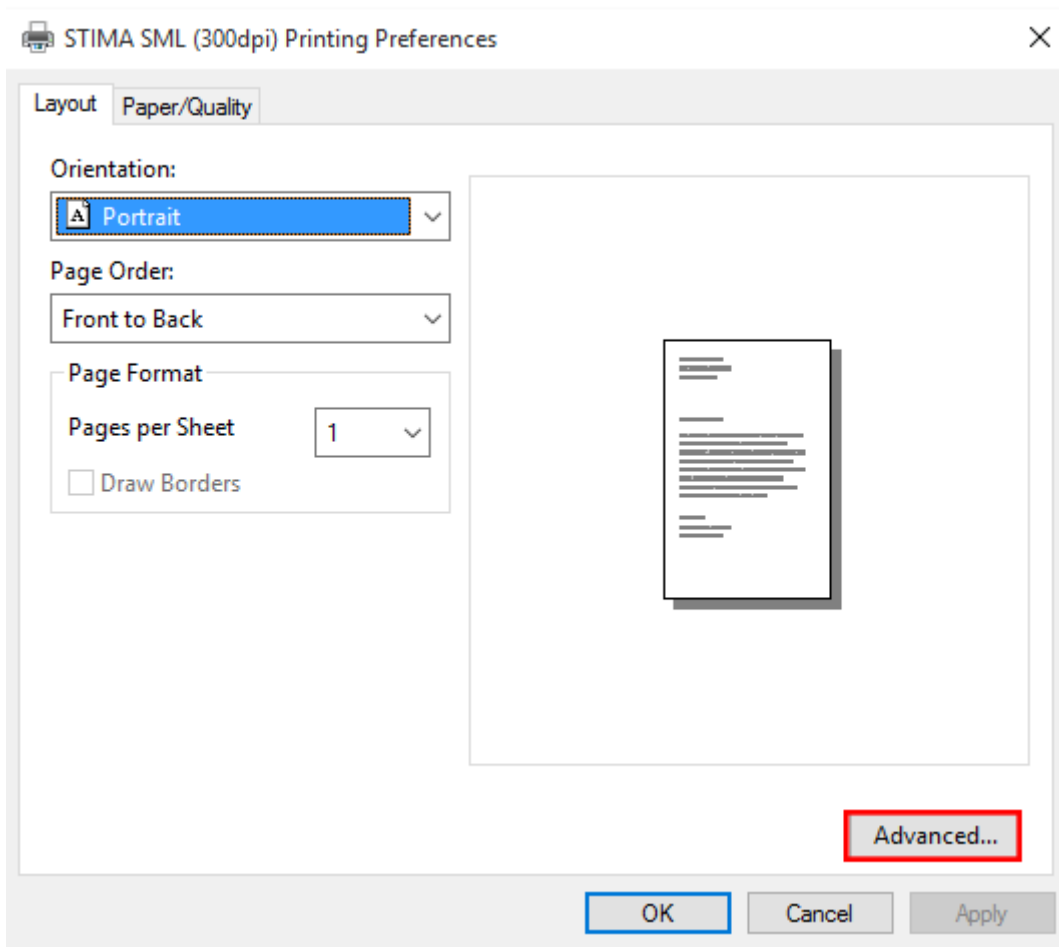 STIMA SML (300dpi) Printing Preferences
Layout Paper/Quality
Orientation:
A Portrait
Page Order:
Front to Back
Page Format
Pages per Sheet 1
Draw Borders
Advanced...
OK Cancel Apply